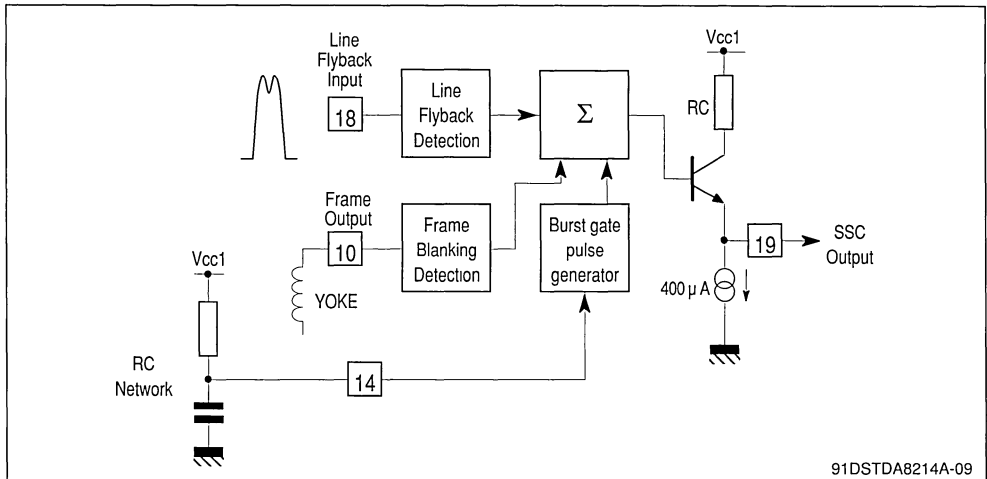 Line
Flyback
Input
18
Line
Flyback
Detection
Σ
Vcc1
RC
Frame
Output
10
Frame
Blanking
Detection
Burst gate
pulse
generator
19
SSC
Output
Vcc1
YOKE
400 µ A
RC
Network
14
91DSTDA8214A-09